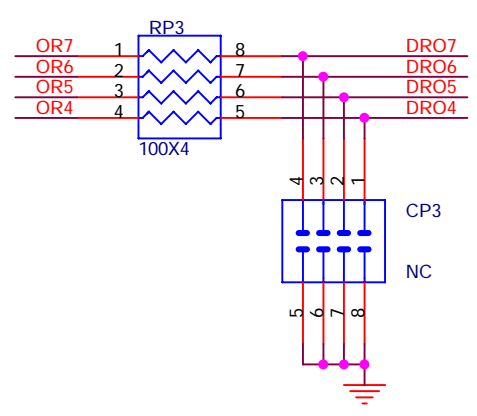 RP3
OR7 1 8 DRO7
OR6 2 7 DRO6
OR5 3 6 DRO5
OR4 4 5 DRO4
100X4
4 3 2 1
CP3
NC
5 6 7 8